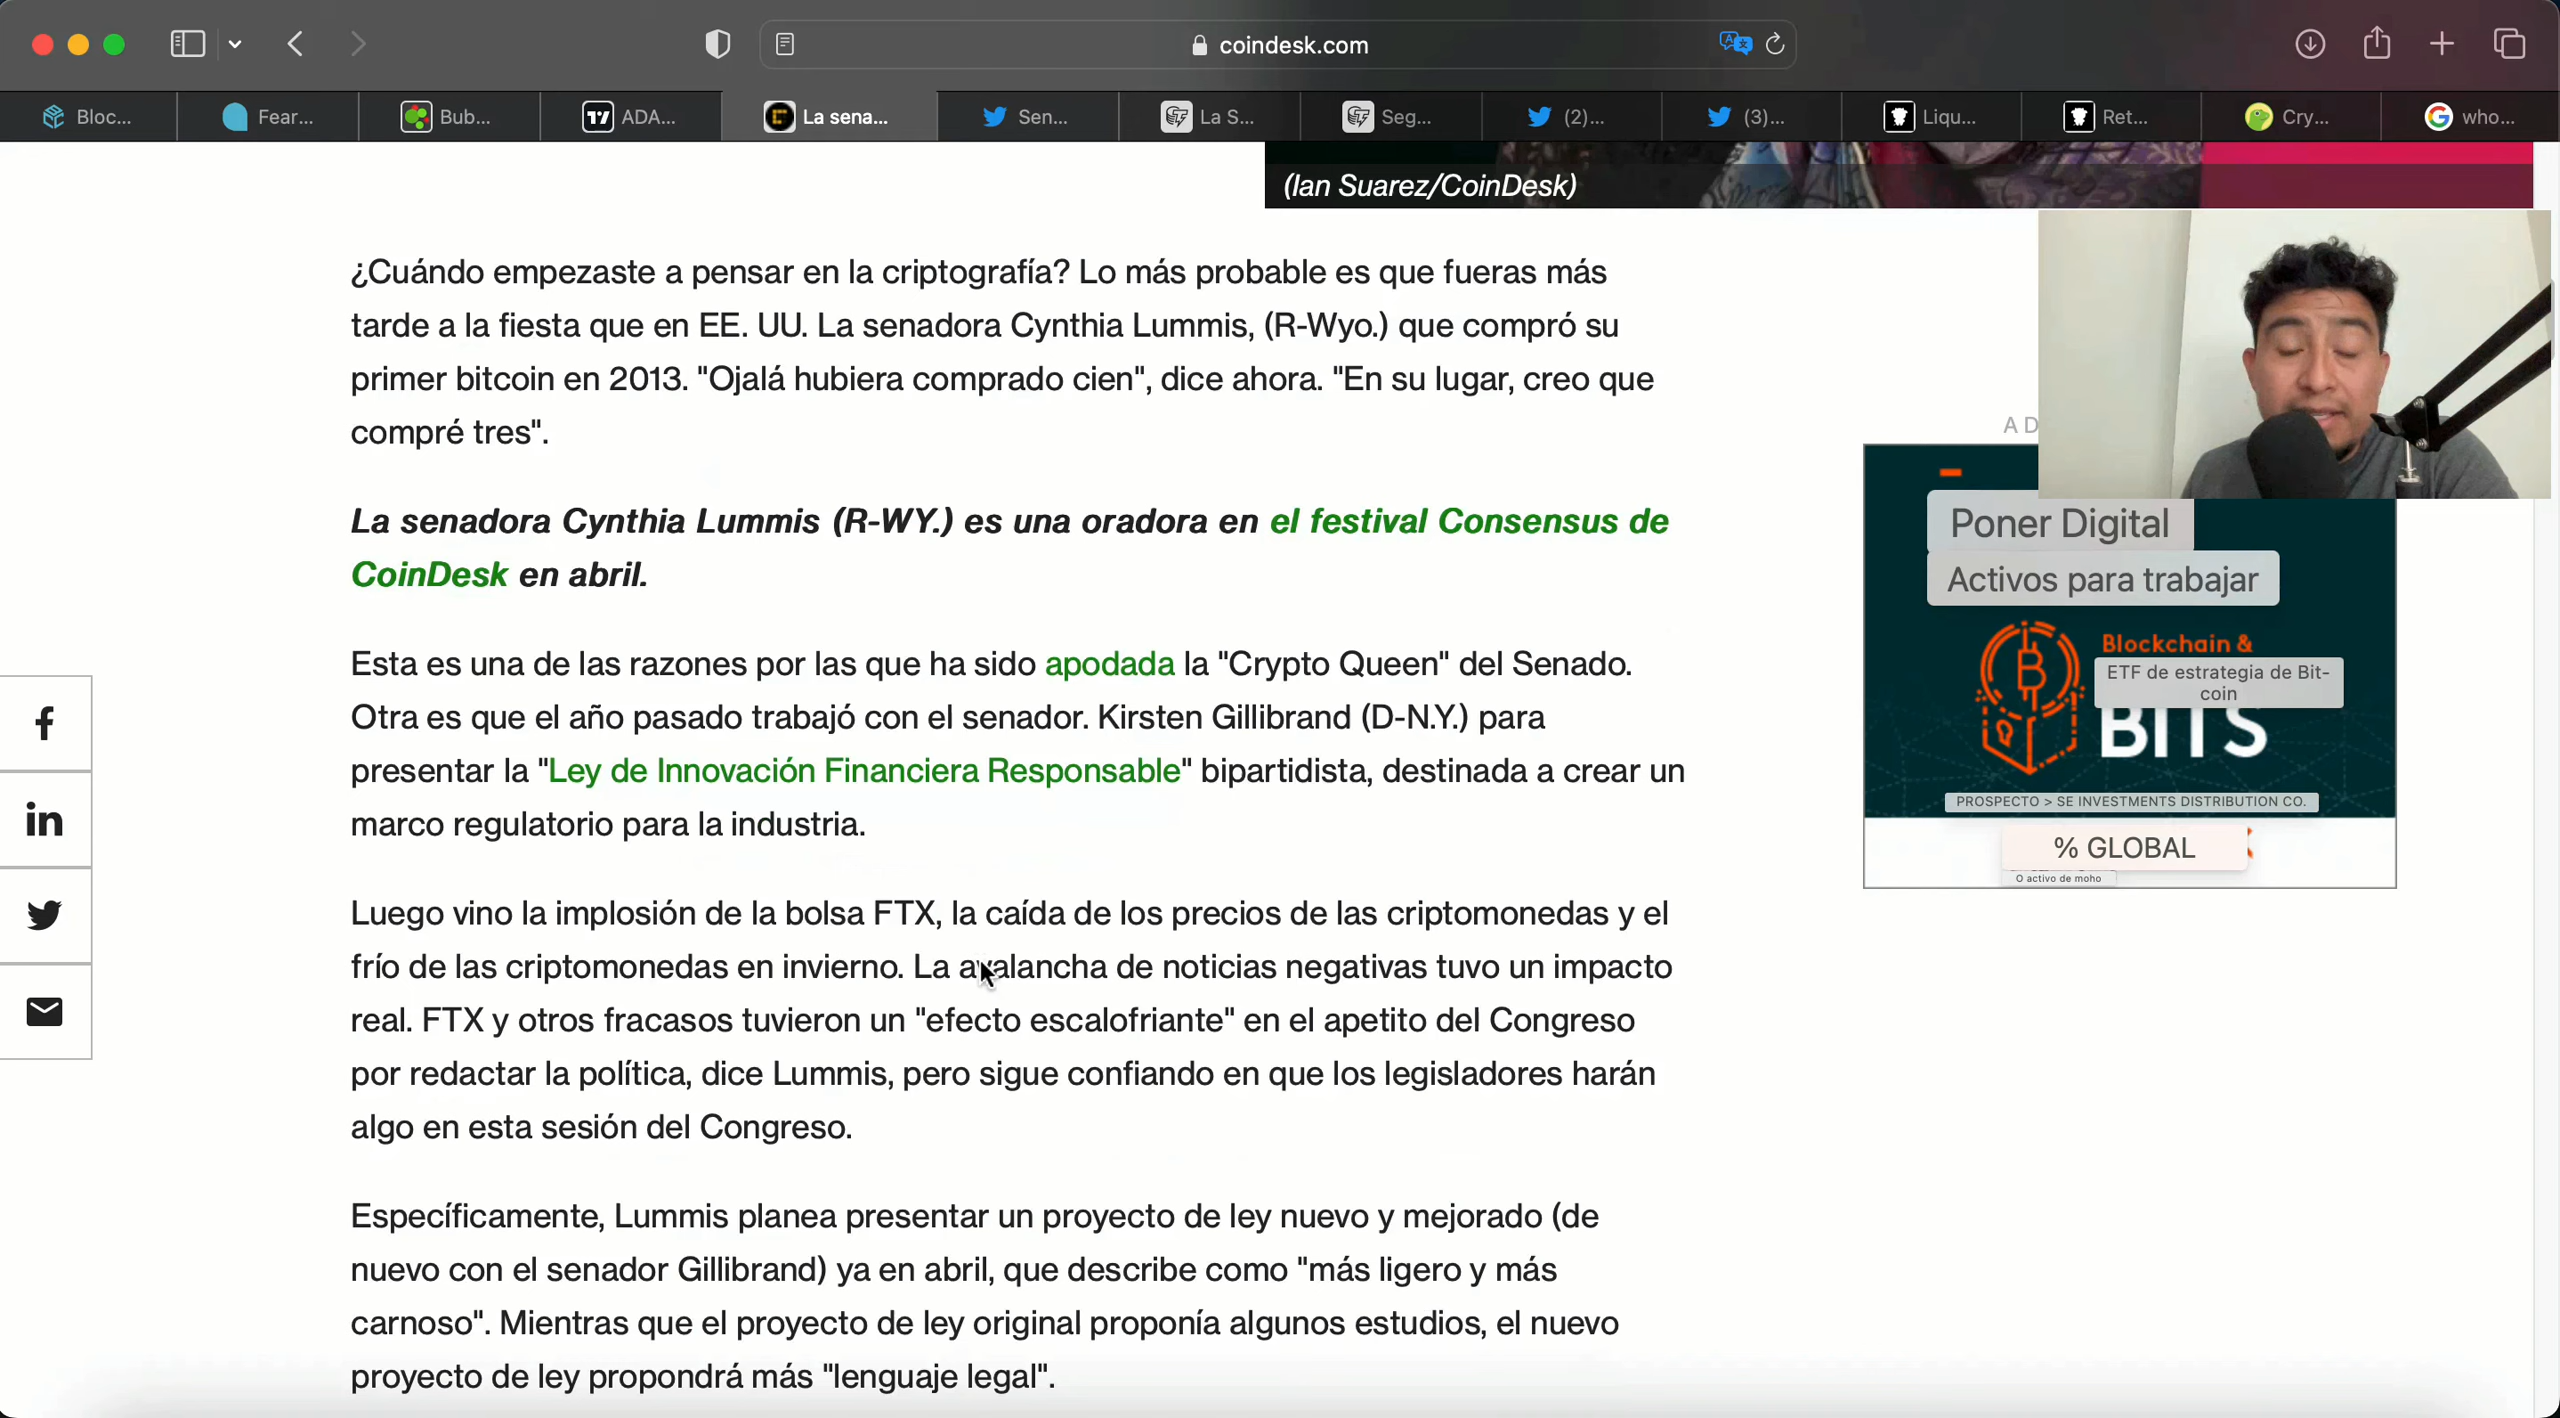 coindesk.com
Bloc...
Fear...
Bub...
ADA...
La sena...
Sen...
La S...
Seg...
(2)...
(3)...
Liqu...
Ret...
Cry...
who...
(Ian Suarez/CoinDesk)
¿Cuándo empezaste a pensar en la criptografía? Lo más probable es que fueras más
tarde a la fiesta que en EE. UU. La senadora Cynthia Lummis, (R-Wyo.) que compró su
primer bitcoin en 2013. "Ojalá hubiera comprado cien", dice ahora. "En su lugar, creo que
compré tres".
La senadora Cynthia Lummis (R-WY.) es una oradora en el festival Consensus de
CoinDesk en abril.
Esta es una de las razones por las que ha sido apodada la "Crypto Queen" del Senado.
Otra es que el año pasado trabajó con el senador. Kirsten Gillibrand (D-N.Y.) para
presentar la "Ley de Innovación Financiera Responsable" bipartidista, destinada a crear un
marco regulatorio para la industria.
Luego vino la implosión de la bolsa FTX, la caída de los precios de las criptomonedas y el
frío de las criptomonedas en invierno. La avalancha de noticias negativas tuvo un impacto
real. FTX y otros fracasos tuvieron un "efecto escalofriante" en el apetito del Congreso
por redactar la política, dice Lummis, pero sigue confiando en que los legisladores harán
algo en esta sesión del Congreso.
Específicamente, Lummis planea presentar un proyecto de ley nuevo y mejorado (de
nuevo con el senador Gillibrand) ya en abril, que describe como "más ligero y más
carnoso". Mientras que el proyecto de ley original proponía algunos estudios, el nuevo
proyecto de ley propondrá más "lenguaje legal".
A D
Poner Digital
Activos para trabajar
Blockchain &
ETF de estrategia de Bit-
coin
BITS
PROSPECTO > SE INVESTMENTS DISTRIBUTION CO.
% GLOBAL
O activo de moho